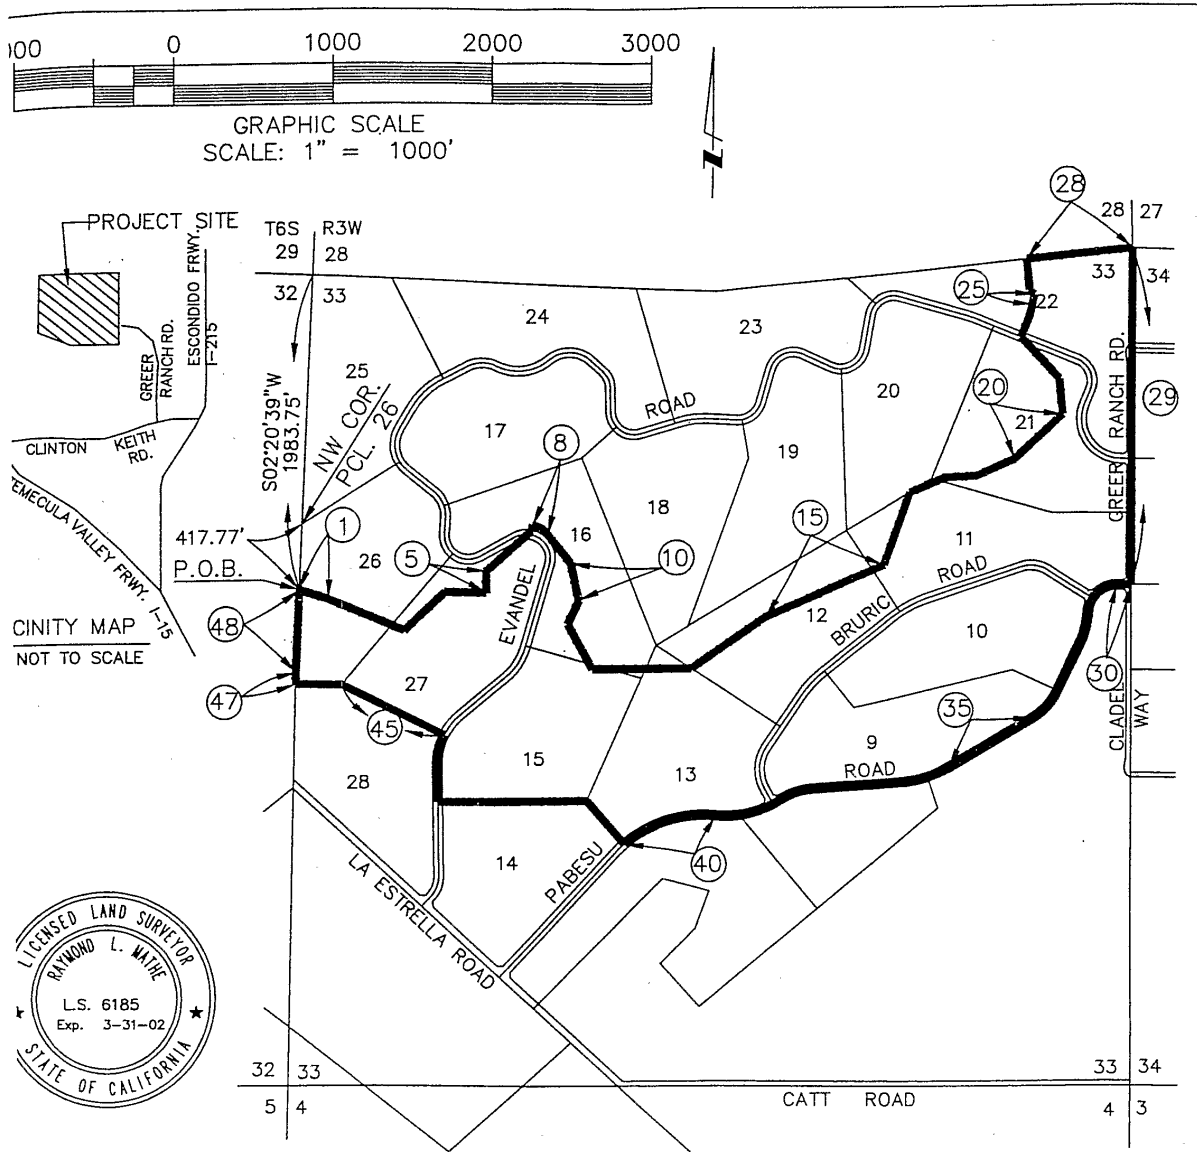 0 1000 2000 3000
GRAPHIC SCALE
SCALE: 1" = 1000'
PROJECT SITE
ESCONDIDO FRWY.
I-215
GREER
RANCH RD.
CLINTON KEITH
RD.
TEMECULA VALLEY FRWY. I-15
CINITY MAP
NOT TO SCALE
T6S R3W
29 28
32 33
28 27
33 34
S02°20'39"W
1983.75'
NW COR.
PCL. 26
417.77'
P.O.B.
28
25
22
24
23
25
20
ROAD
17
20
21
29
GREER RANCH RD.
8
19
18
16
15
1
26
5
10
11
ROAD
EVANDEL
12
BRURIC
10
48
27
47
45
30
CLADEL
WAY
35
9
ROAD
28
15
13
14
PABESU
40
LA ESTRELLA ROAD
LICENSED LAND SURVEYOR
RAYMOND L. MATHE
L.S. 6185
Exp. 3-31-02
STATE OF CALIFORNIA
32 33
5 4
33 34
4 3
CATT ROAD